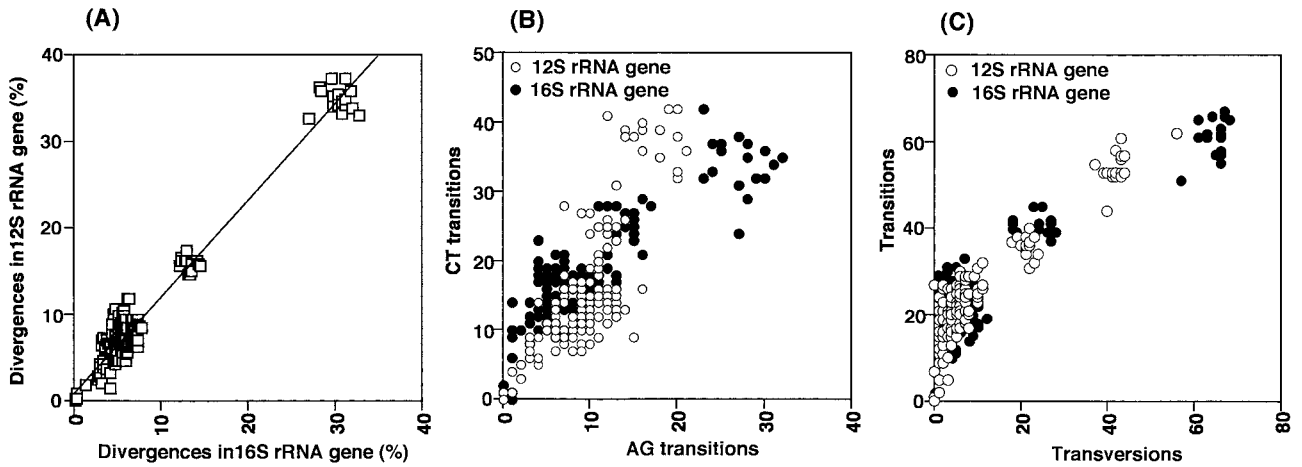 (A)
Divergences in12S rRNA gene (%)
40
30
20
10
0
0
10
20
30
40
Divergences in16S rRNA gene (%)
(B)
CT transitions
50
40
30
20
10
0
12S rRNA gene
16S rRNA gene
0
10
20
30
40
AG transitions
(C)
Transitions
80
60
40
20
0
12S rRNA gene
16S rRNA gene
0
20
40
60
80
Transversions